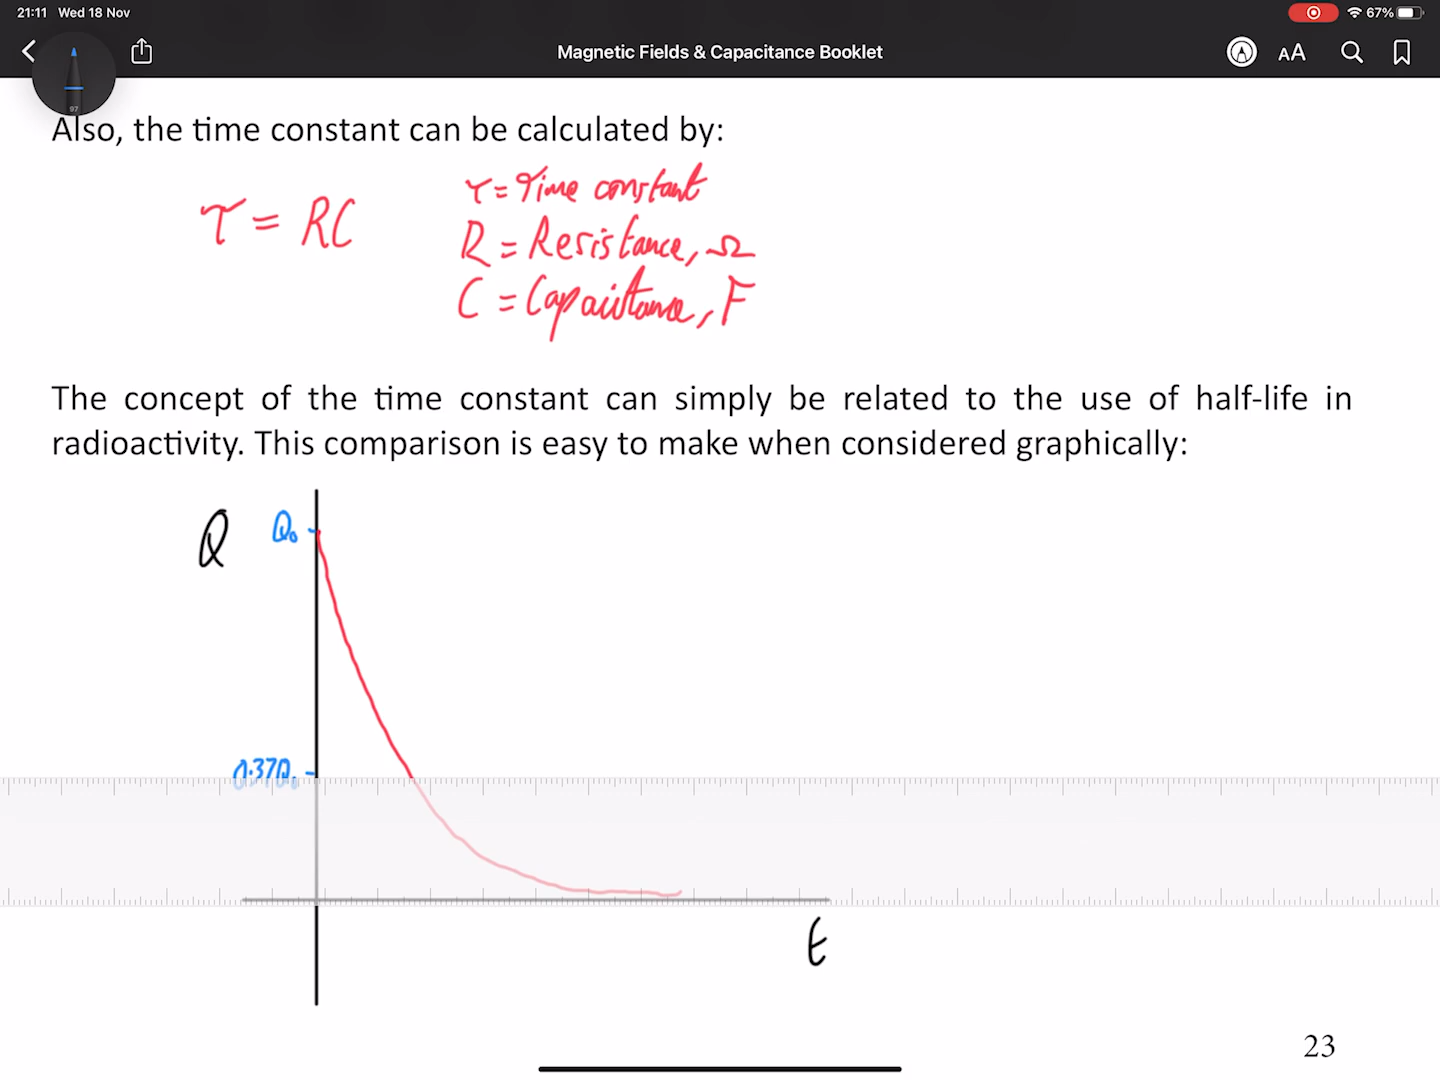 21:11 Wed 18 Nov
67%
Magnetic Fields & Capacitance Booklet
AA
97
Also, the time constant can be calculated by:
τ = RC
τ = Time constant
R = Resistance, Ω
C = Capacitance, F
The concept of the time constant can simply be related to the use of half-life in
radioactivity. This comparison is easy to make when considered graphically:
Q
Q₀
0.37Q₀
t
23